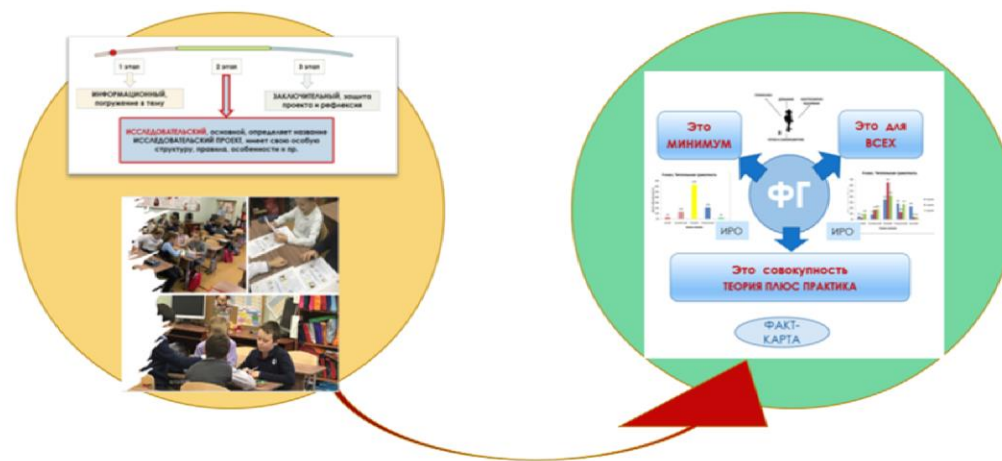 1 этап
2 этап
3 этап
ИНФОРМАЦИОННЫЙ,
погружение в тему
ЗАКЛЮЧИТЕЛЬНЫЙ, защита
проекта и рефлексия
ИССЛЕДОВАТЕЛЬСКИЙ, основной, определяет название
ИССЛЕДОВАТЕЛЬСКИЙ ПРОЕКТ, имеет свою особую
структуру, правила, особенности и пр.
Это
МИНИМУМ
Это для
ВСЕХ
ФГ
ИРО
ИРО
Это совокупность
ТЕОРИЯ ПЛЮС ПРАКТИКА
ФАКТ-
КАРТА